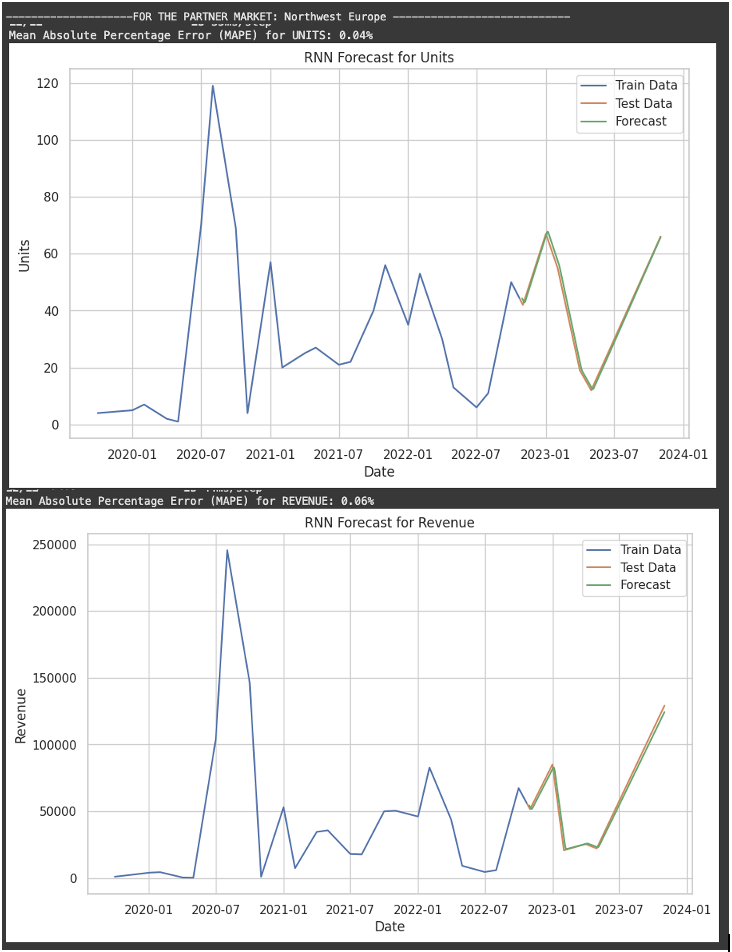 --------------------FOR THE PARTNER MARKET: Northwest Europe ----------------------------
Mean Absolute Percentage Error (MAPE) for UNITS: 0.04%
RNN Forecast for Units
Train Data
Test Data
Forecast
120
100
80
60
40
20
0
Units
2020-01 2020-07 2021-01 2021-07 2022-01 2022-07 2023-01 2023-07 2024-01
Date
Mean Absolute Percentage Error (MAPE) for REVENUE: 0.06%
RNN Forecast for Revenue
Train Data
Test Data
Forecast
250000
200000
150000
100000
50000
0
Revenue
2020-01 2020-07 2021-01 2021-07 2022-01 2022-07 2023-01 2023-07 2024-01
Date